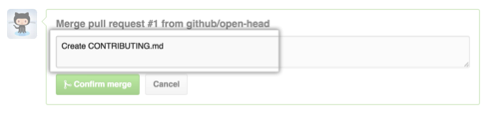 Merge pull request #1 from github/open-head
Create CONTRIBUTING.md
Confirm merge
Cancel